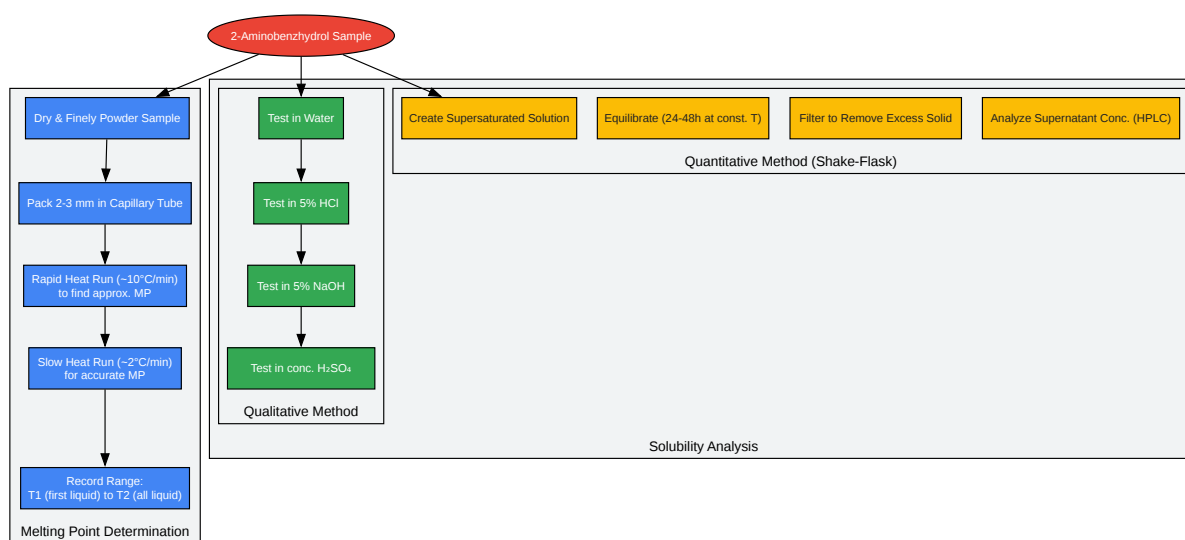 2-Aminobenzhydrol Sample
Dry & Finely Powder Sample
Pack 2-3 mm in Capillary Tube
Rapid Heat Run (~10°C/min)
to find approx. MP
Slow Heat Run (~2°C/min)
for accurate MP
Record Range:
T1 (first liquid) to T2 (all liquid)
Melting Point Determination
Test in Water
Test in 5% HCl
Test in 5% NaOH
Test in conc. H₂SO₄
Qualitative Method
Create Supersaturated Solution
Equilibrate (24-48h at const. T)
Filter to Remove Excess Solid
Analyze Supernatant Conc. (HPLC)
Quantitative Method (Shake-Flask)
Solubility Analysis